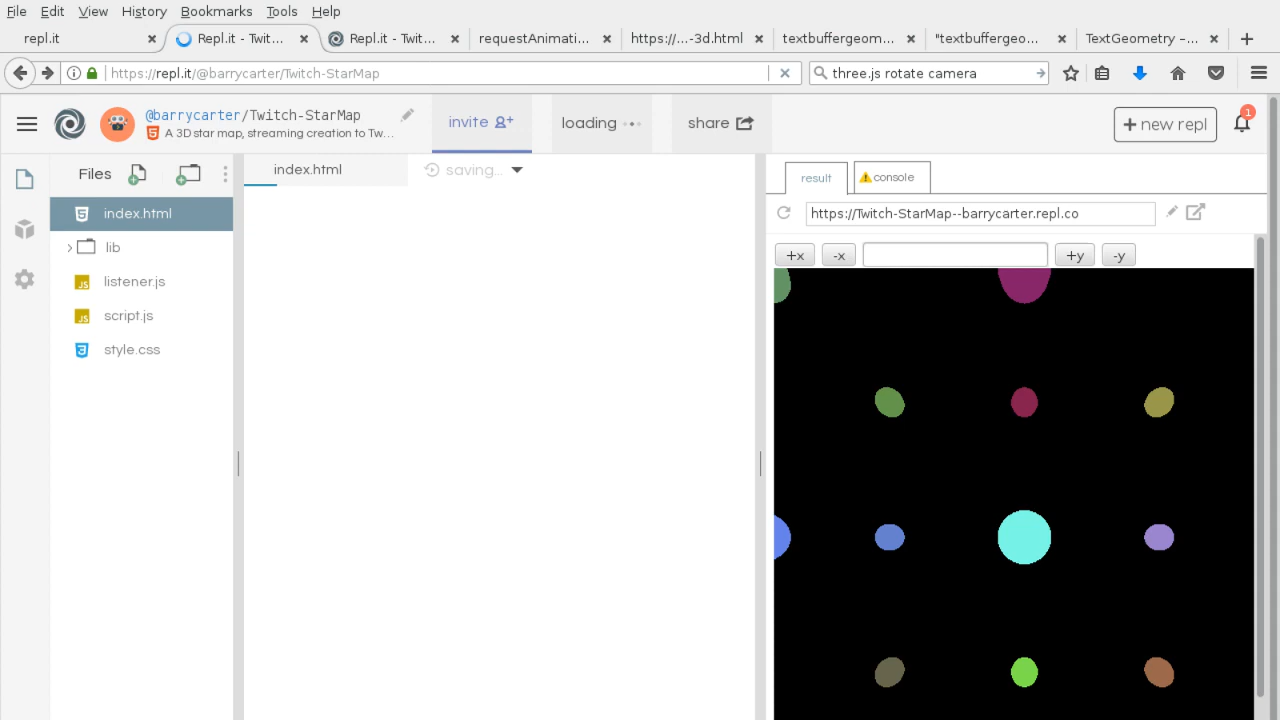 File Edit View History Bookmarks Tools Help
repl.it × Repl.it - Twit... × Repl.it - Twit... × requestAnimati... × https://...-3d.html × textbuffergeom... × "textbuffergeo... × TextGeometry –... × +
https://repl.it/@barrycarter/Twitch-StarMap three.js rotate camera
@barrycarter/Twitch-StarMap
A 3D star map, streaming creation to Tw...
invite loading share + new repl 1
Files index.html saving...
result console
index.html
https://Twitch-StarMap--barrycarter.repl.co
lib
+x -x +y -y
listener.js
script.js
style.css